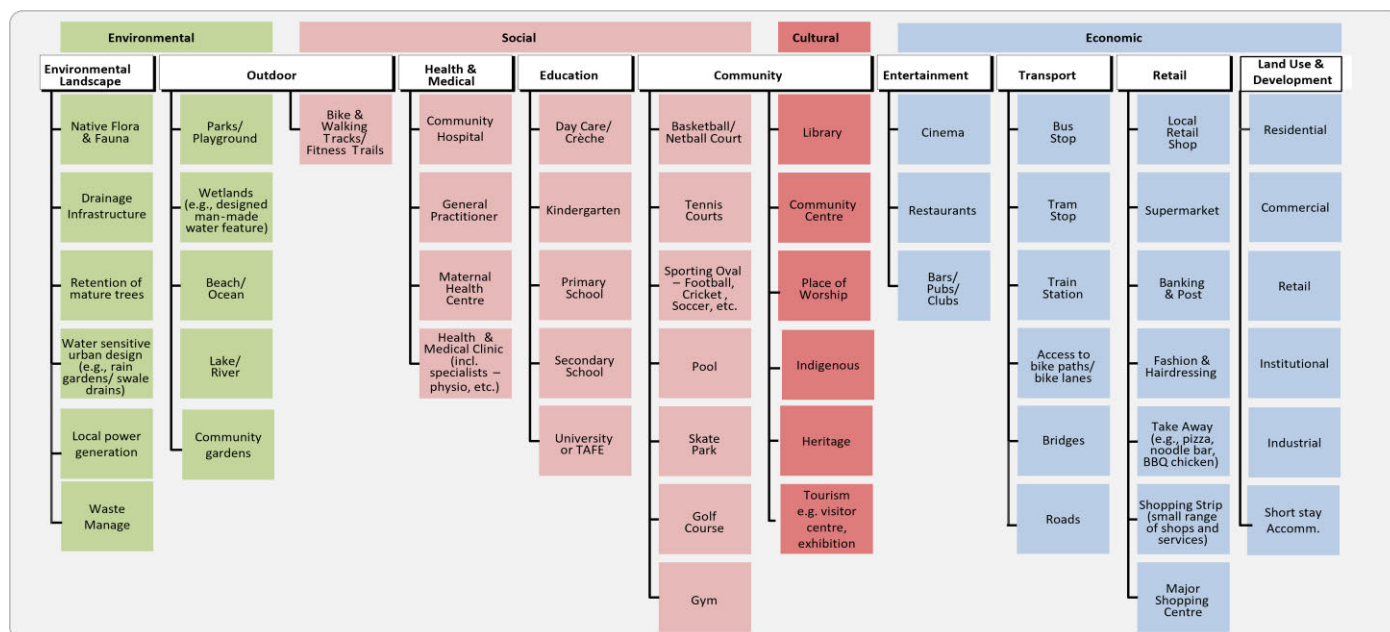 Environmental
Social
Cultural
Economic
Environmental
Landscape
Outdoor
Health &
Medical
Education
Community
Entertainment
Transport
Retail
Land Use &
Development
Native Flora
& Fauna
Drainage
Infrastructure
Retention of
mature trees
Water sensitive
urban design
(e.g., rain
gardens/ swale
drains)
Local power
generation
Waste
Manage
Parks/
Playground
Wetlands
(e.g., designed
man-made
water feature)
Beach/
Ocean
Lake/
River
Community
gardens
Bike &
Walking
Tracks/
Fitness Trails
Community
Hospital
General
Practitioner
Maternal
Health
Centre
Health &
Medical Clinic
(incl.
specialists –
physio, etc.)
Day Care/
Crèche
Kindergarten
Primary
School
Secondary
School
University
or TAFE
Basketball/
Netball Court
Tennis
Courts
Sporting Oval
– Football,
Cricket ,
Soccer, etc.
Pool
Skate
Park
Golf
Course
Gym
Library
Community
Centre
Place of
Worship
Indigenous
Heritage
Tourism
e.g. visitor
centre,
exhibition
Cinema
Restaurants
Bars/
Pubs/
Clubs
Bus
Stop
Tram
Stop
Train
Station
Access to
bike paths/
bike lanes
Bridges
Roads
Local
Retail
Shop
Supermarket
Banking
& Post
Fashion &
Hairdressing
Take Away
(e.g., pizza,
noodle bar,
BBQ chicken)
Shopping Strip
(small range
of shops and
services)
Major
Shopping
Centre
Residential
Commercial
Retail
Institutional
Industrial
Short stay
Accomm.